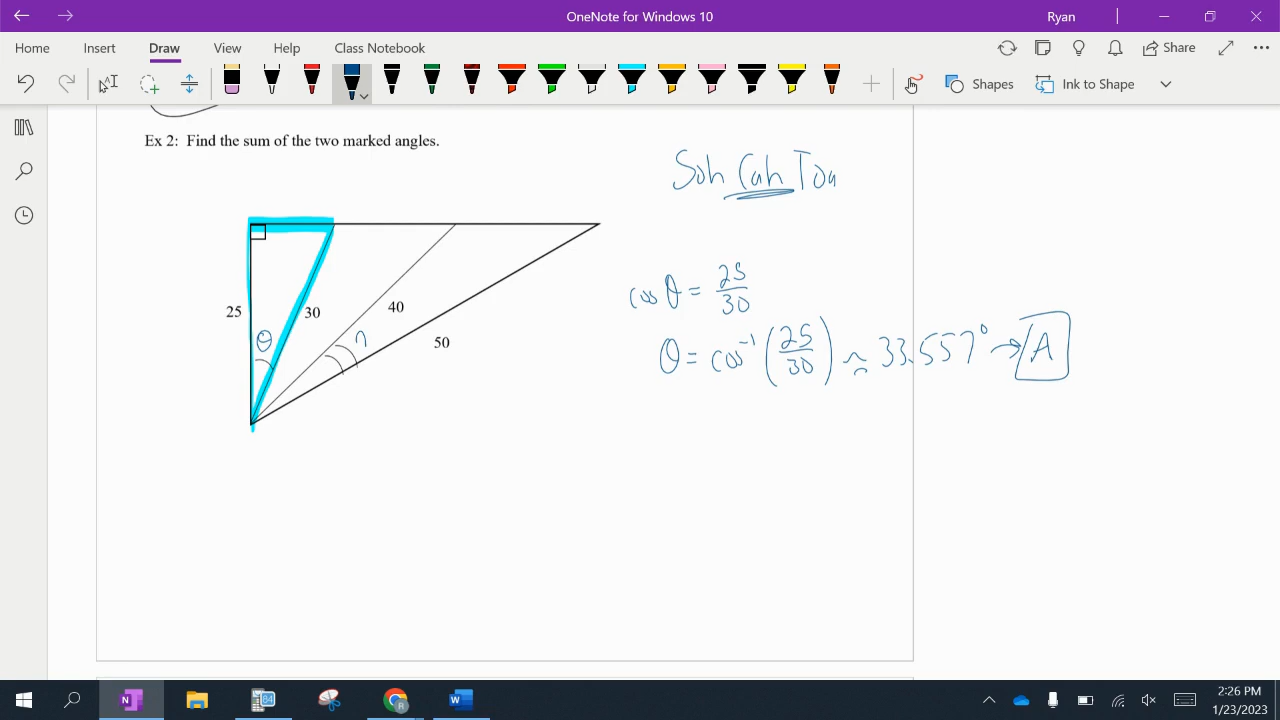 OneNote for Windows 10
Ryan
Home Insert Draw View Help Class Notebook
Share
Shapes
Ink to Shape
Ex 2: Find the sum of the two marked angles.
Soh Cah Toa
25
30
40
50
θ
cos θ = 25/30
θ = cos⁻¹ (25/30) ≈ 33.557° → A
84
2:26 PM
1/23/2023